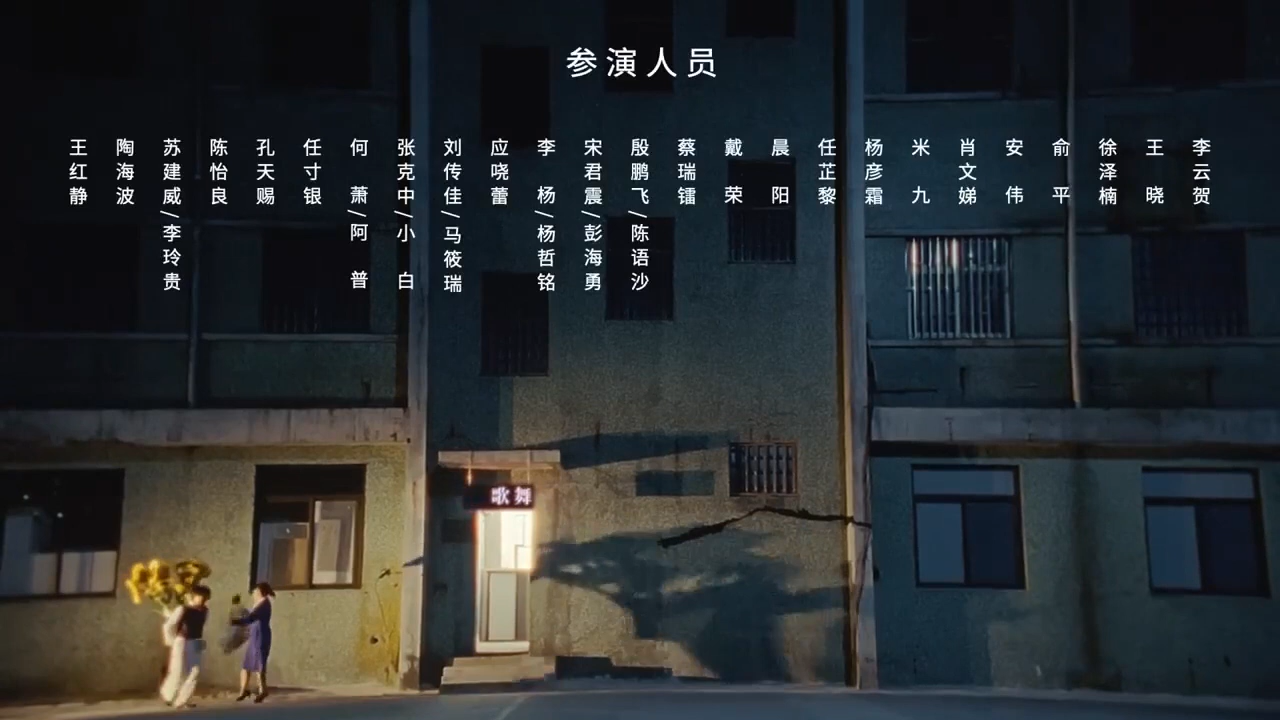 参演人员
王红静
陶海波
苏建威/李玲贵
陈怡良
孔天赐
任寸银
何萧/阿普
张克中/小白
刘传佳/马筱瑞
应哓蕾
李杨/杨哲铭
宋君震/彭海勇
殷鹏飞/陈语沙
蔡瑞镭
戴荣
晨阳
任芷黎
杨彦霜
米九
肖文娣
安伟
俞平
徐泽楠
王晓
李云贺
歌舞